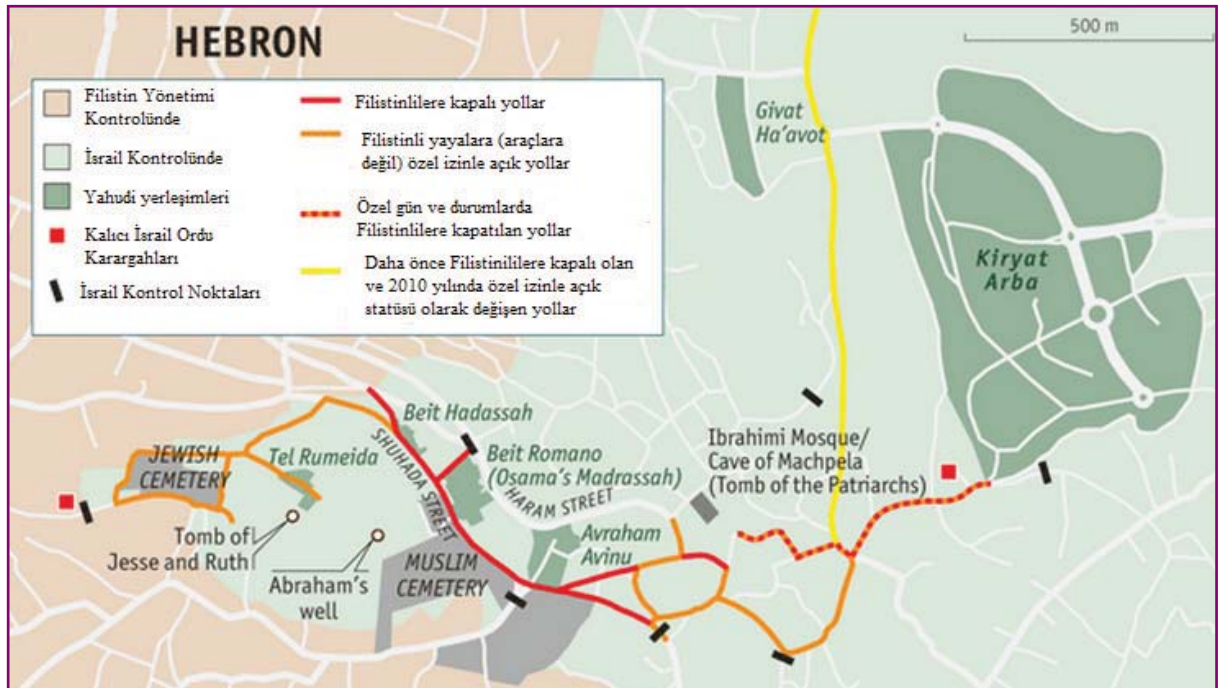 HEBRON
500 m
Filistin Yönetimi
Kontrolünde
İsrail Kontrolünde
Yahudi yerleşimleri
Kalıcı İsrail Ordu
Karargahları
İsrail Kontrol Noktaları
Filistinlilere kapalı yollar
Filistinli yayalara (araçlara
değil) özel izinle açık yollar
Özel gün ve durumlarda
Filistinlilere kapatılan yollar
Daha önce Filistinililere kapalı olan
ve 2010 yılında özel izinle açık
statüsü olarak değişen yollar
Givat
Ha'avot
Kiryat
Arba
Beit Hadassah
SHUHADA STREET
Beit Romano
(Osama's Madrassah)
HARAM STREET
Ibrahimi Mosque/
Cave of Machpela
(Tomb of the Patriarchs)
JEWISH
CEMETERY
Tel Rumeida
Tomb of
Jesse and Ruth
Abraham's
well
MUSLIM
CEMETERY
Avraham
Avinu